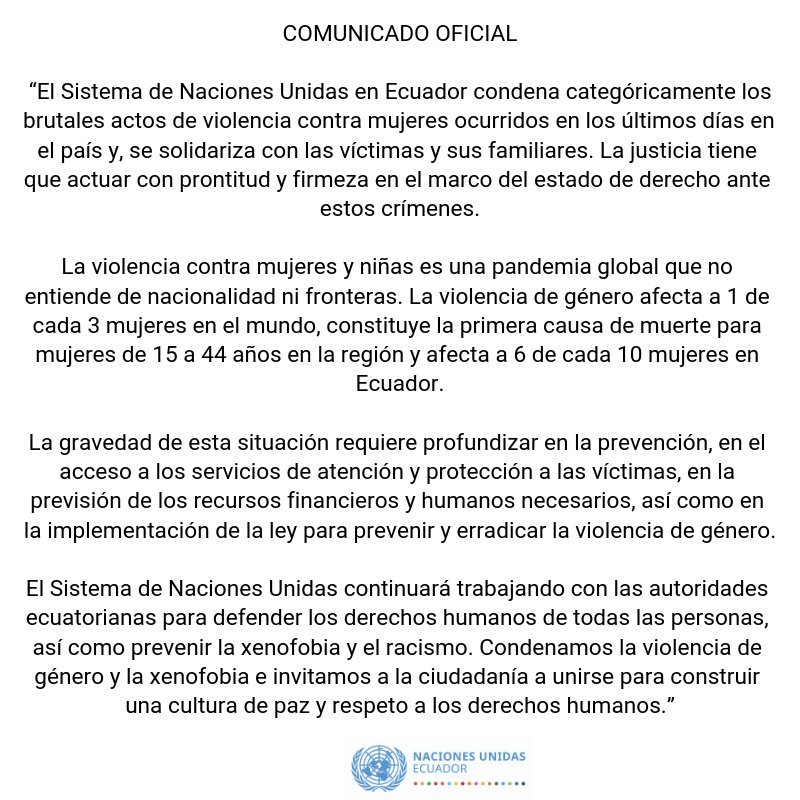 COMUNICADO OFICIAL
“El Sistema de Naciones Unidas en Ecuador condena categóricamente los
brutales actos de violencia contra mujeres ocurridos en los últimos días en
el país y, se solidariza con las víctimas y sus familiares. La justicia tiene
que actuar con prontitud y firmeza en el marco del estado de derecho ante
estos crímenes.
La violencia contra mujeres y niñas es una pandemia global que no
entiende de nacionalidad ni fronteras. La violencia de género afecta a 1 de
cada 3 mujeres en el mundo, constituye la primera causa de muerte para
mujeres de 15 a 44 años en la región y afecta a 6 de cada 10 mujeres en
Ecuador.
La gravedad de esta situación requiere profundizar en la prevención, en el
acceso a los servicios de atención y protección a las víctimas, en la
previsión de los recursos financieros y humanos necesarios, así como en
la implementación de la ley para prevenir y erradicar la violencia de género.
El Sistema de Naciones Unidas continuará trabajando con las autoridades
ecuatorianas para defender los derechos humanos de todas las personas,
así como prevenir la xenofobia y el racismo. Condenamos la violencia de
género y la xenofobia e invitamos a la ciudadanía a unirse para construir
una cultura de paz y respeto a los derechos humanos.”
NACIONES UNIDAS
ECUADOR